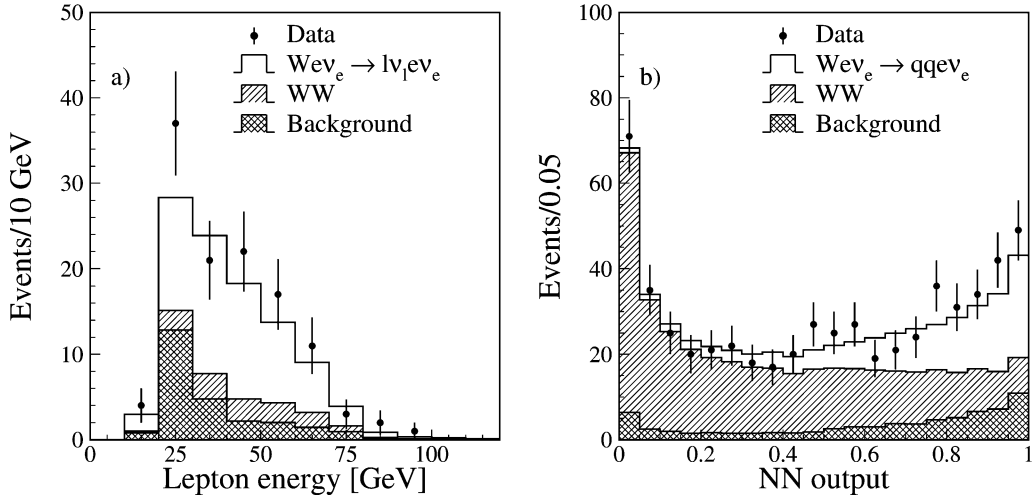 a)
Data
Weνₑ → lνₗeνₑ
WW
Background
Events/10 GeV
50
40
30
20
10
0
0 25 50 75 100
Lepton energy [GeV]
b)
Data
Weνₑ → qqeνₑ
WW
Background
Events/0.05
100
80
60
40
20
0
0 0.2 0.4 0.6 0.8 1
NN output